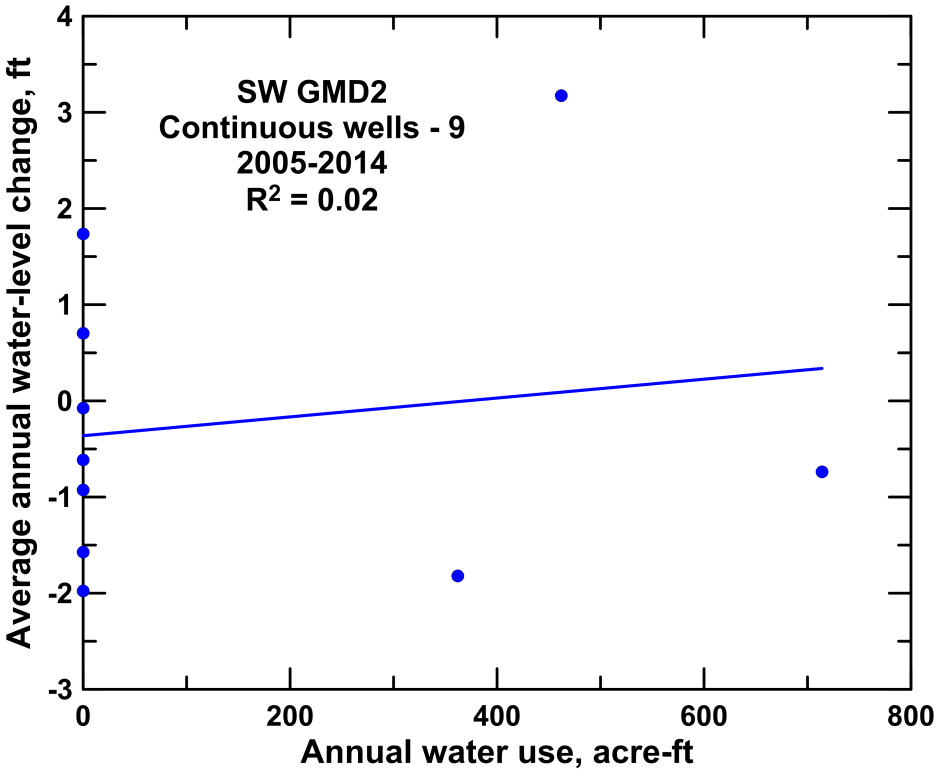 SW GMD2
Continuous wells - 9
2005-2014
R² = 0.02
Average annual water-level change, ft
4
3
2
1
0
-1
-2
-3
0 200 400 600 800
Annual water use, acre-ft